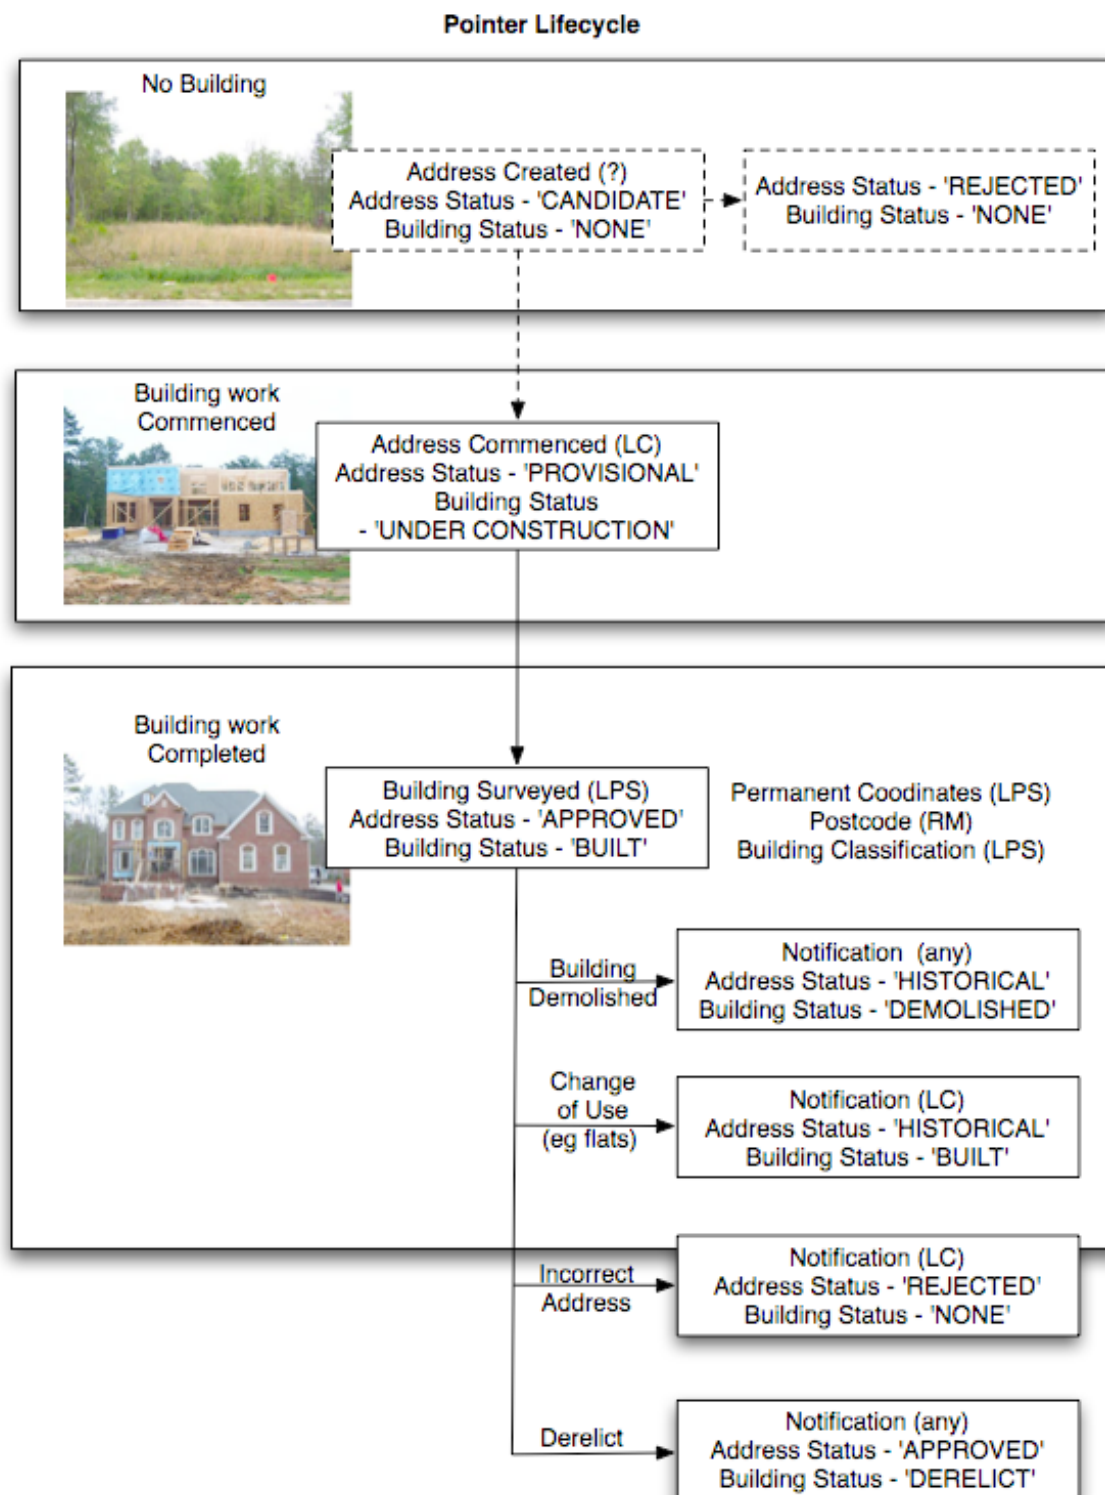 Pointer Lifecycle
No Building
Address Created (?)
Address Status - 'CANDIDATE'
Building Status - 'NONE'
Address Status - 'REJECTED'
Building Status - 'NONE'
Building work
Commenced
Address Commenced (LC)
Address Status - 'PROVISIONAL'
Building Status
- 'UNDER CONSTRUCTION'
Building work
Completed
Building Surveyed (LPS)
Address Status - 'APPROVED'
Building Status - 'BUILT'
Permanent Coodinates (LPS)
Postcode (RM)
Building Classification (LPS)
Building
Demolished
Notification (any)
Address Status - 'HISTORICAL'
Building Status - 'DEMOLISHED'
Change
of Use
(eg flats)
Notification (LC)
Address Status - 'HISTORICAL'
Building Status - 'BUILT'
Incorrect
Address
Notification (LC)
Address Status - 'REJECTED'
Building Status - 'NONE'
Derelict
Notification (any)
Address Status - 'APPROVED'
Building Status - 'DERELICT'